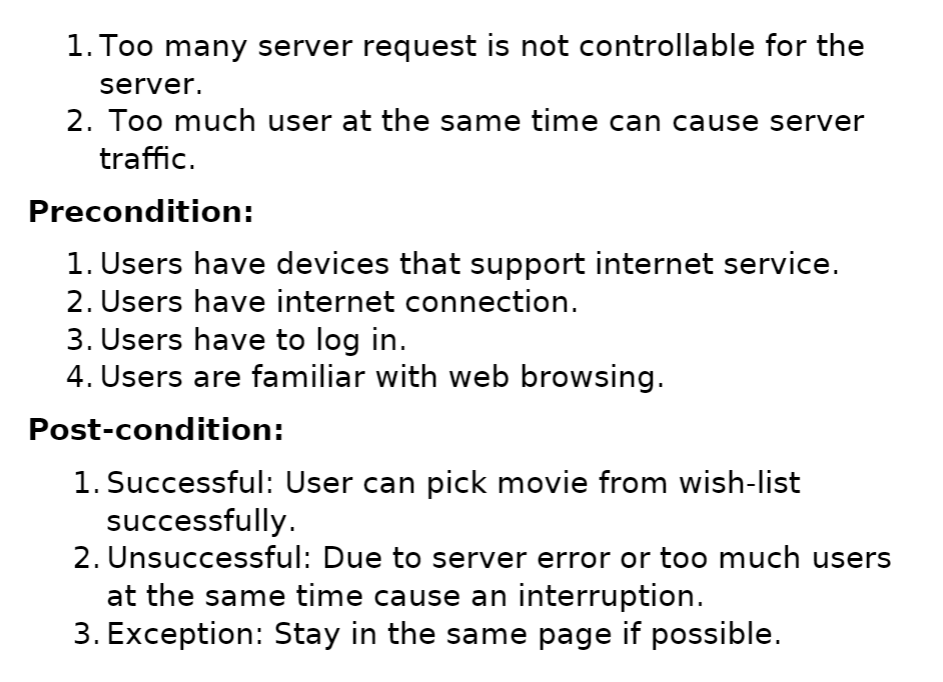 1. Too many server request is not controllable for the
server.
2. Too much user at the same time can cause server
traffic.
Precondition:
1. Users have devices that support internet service.
2. Users have internet connection.
3. Users have to log in.
4. Users are familiar with web browsing.
Post-condition:
1. Successful: User can pick movie from wish-list
successfully.
2. Unsuccessful: Due to server error or too much users
at the same time cause an interruption.
3. Exception: Stay in the same page if possible.